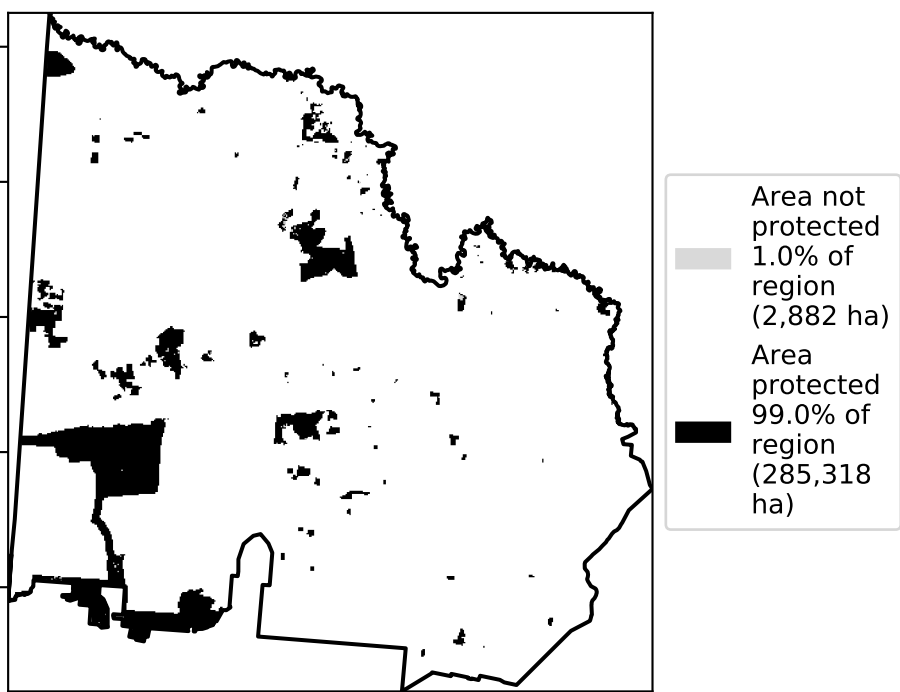 Area not
protected
1.0% of
region
(2,882 ha)
Area
protected
99.0% of
region
(285,318
ha)